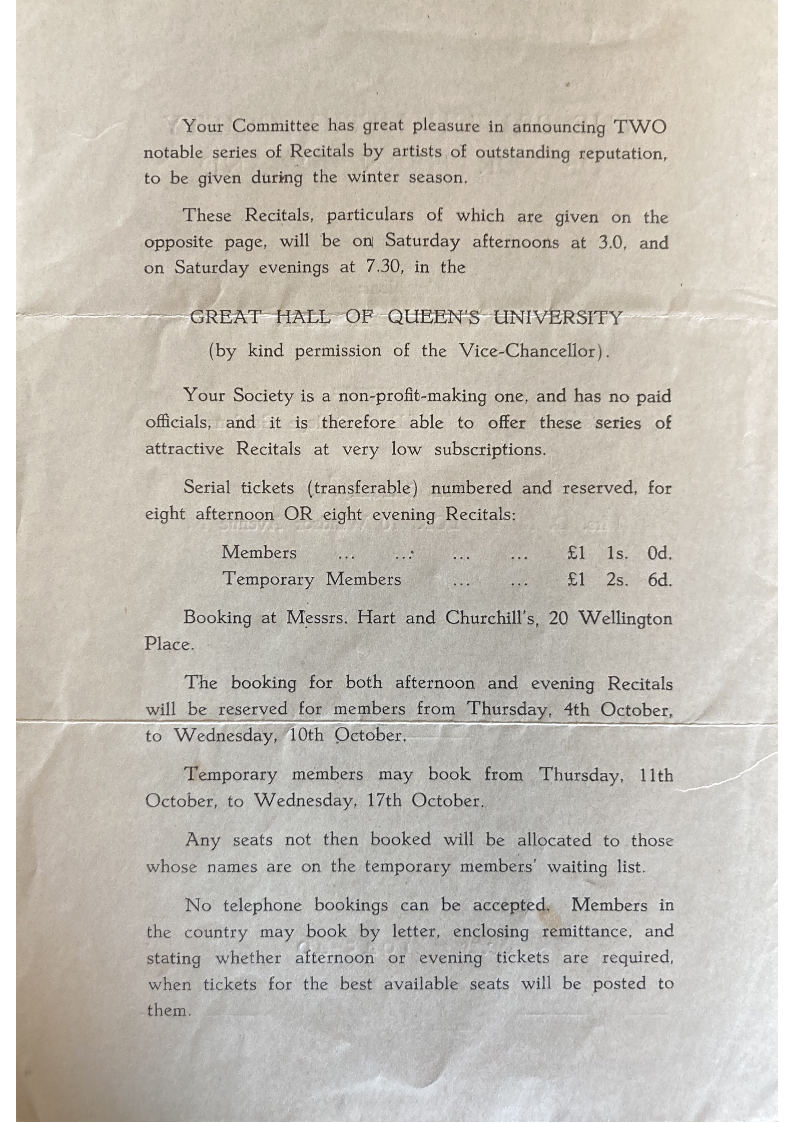 Your Committee has great pleasure in announcing TWO
notable series of Recitals by artists of outstanding reputation,
to be given during the winter season.
These Recitals, particulars of which are given on the
opposite page, will be on Saturday afternoons at 3.0, and
on Saturday evenings at 7.30, in the
GREAT HALL OF QUEEN'S UNIVERSITY
(by kind permission of the Vice-Chancellor).
Your Society is a non-profit-making one, and has no paid
officials, and it is therefore able to offer these series of
attractive Recitals at very low subscriptions.
Serial tickets (transferable) numbered and reserved, for
eight afternoon OR eight evening Recitals:
Members ... ... ... ... £1 1s. 0d.
Temporary Members ... ... £1 2s. 6d.
Booking at Messrs. Hart and Churchill's, 20 Wellington
Place.
The booking for both afternoon and evening Recitals
will be reserved for members from Thursday, 4th October,
to Wednesday, 10th October.
Temporary members may book from Thursday, 11th
October, to Wednesday, 17th October.
Any seats not then booked will be allocated to those
whose names are on the temporary members' waiting list.
No telephone bookings can be accepted. Members in
the country may book by letter, enclosing remittance, and
stating whether afternoon or evening tickets are required,
when tickets for the best available seats will be posted to
them.